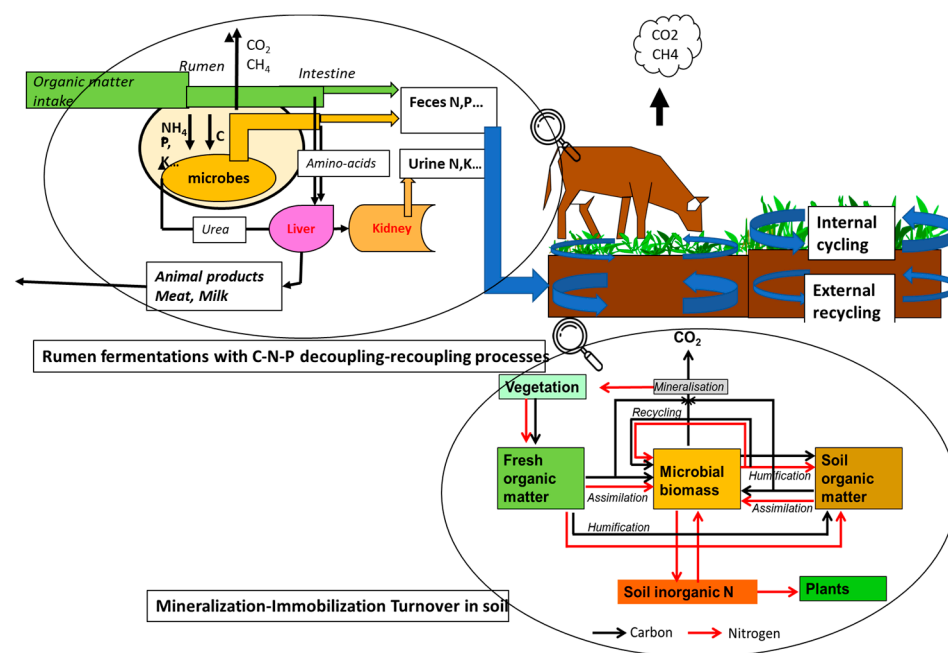 CO2
CH4
CO₂
CH₄
Rumen
Intestine
Organic matter
intake
Feces N,P...
NH4
P,
K...
C
microbes
Amino-acids
Urine N,K...
Urea
Liver
Kidney
Animal products
Meat, Milk
Internal
cycling
External
recycling
Rumen fermentations with C-N-P decoupling-recoupling processes
CO₂
Vegetation
Mineralisation
Recycling
Fresh
organic
matter
Microbial
biomass
Soil
organic
matter
Humification
Assimilation
Assimilation
Humification
Soil inorganic N
Plants
Mineralization-Immobilization Turnover in soil
Carbon
Nitrogen